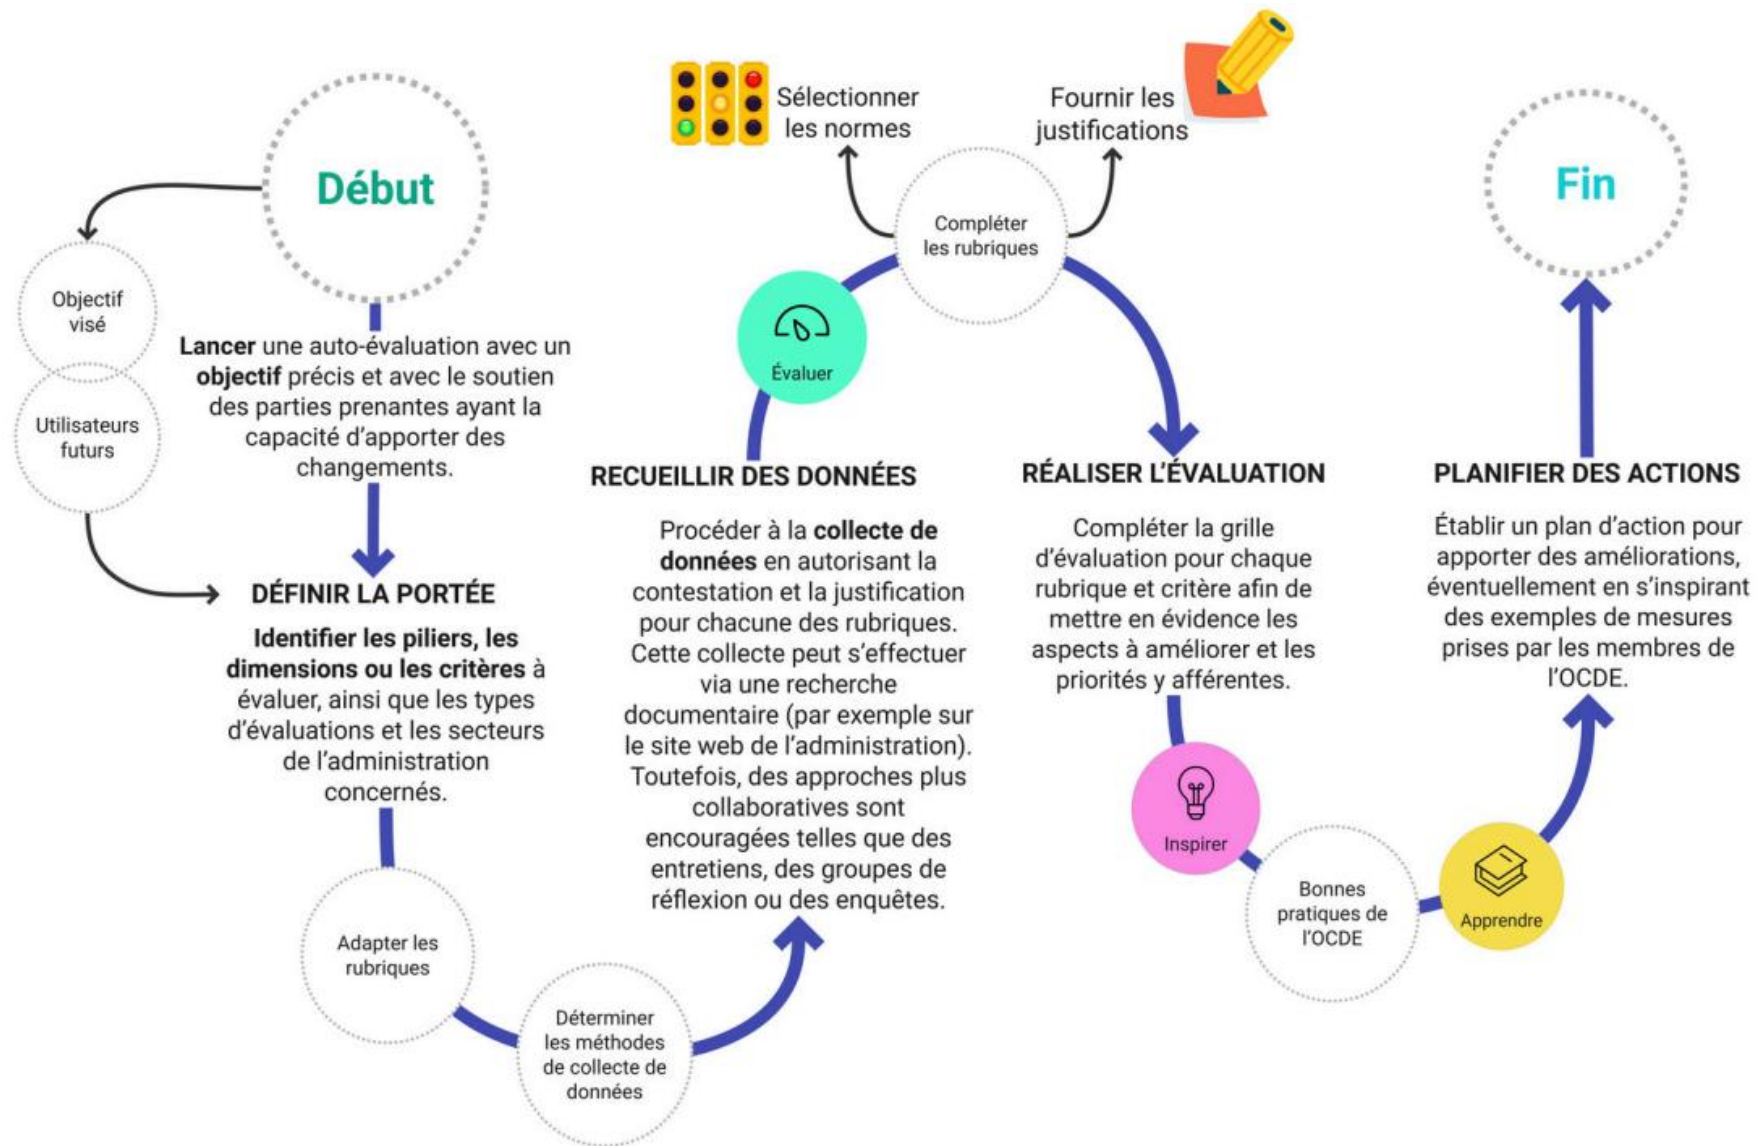 Début
Objectif
visé
Utilisateurs
futurs
Lancer une auto-évaluation avec un
objectif précis et avec le soutien
des parties prenantes ayant la
capacité d'apporter des
changements.
DÉFINIR LA PORTÉE
Identifier les piliers, les
dimensions ou les critères à
évaluer, ainsi que les types
d'évaluations et les secteurs
de l'administration
concernés.
Adapter les
rubriques
Déterminer
les méthodes
de collecte de
données
RECUEILLIR DES DONNÉES
Procéder à la collecte de
données en autorisant la
contestation et la justification
pour chacune des rubriques.
Cette collecte peut s'effectuer
via une recherche
documentaire (par exemple sur
le site web de l'administration).
Toutefois, des approches plus
collaboratives sont
encouragées telles que des
entretiens, des groupes de
réflexion ou des enquêtes.
Évaluer
Compléter
les rubriques
Sélectionner
les normes
Fournir les
justifications
RÉALISER L'ÉVALUATION
Compléter la grille
d'évaluation pour chaque
rubrique et critère afin de
mettre en évidence les
aspects à améliorer et les
priorités y afférentes.
Inspirer
Bonnes
pratiques de
l'OCDE
Apprendre
PLANIFIER DES ACTIONS
Établir un plan d'action pour
apporter des améliorations,
éventuellement en s'inspirant
des exemples de mesures
prises par les membres de
l'OCDE.
Fin